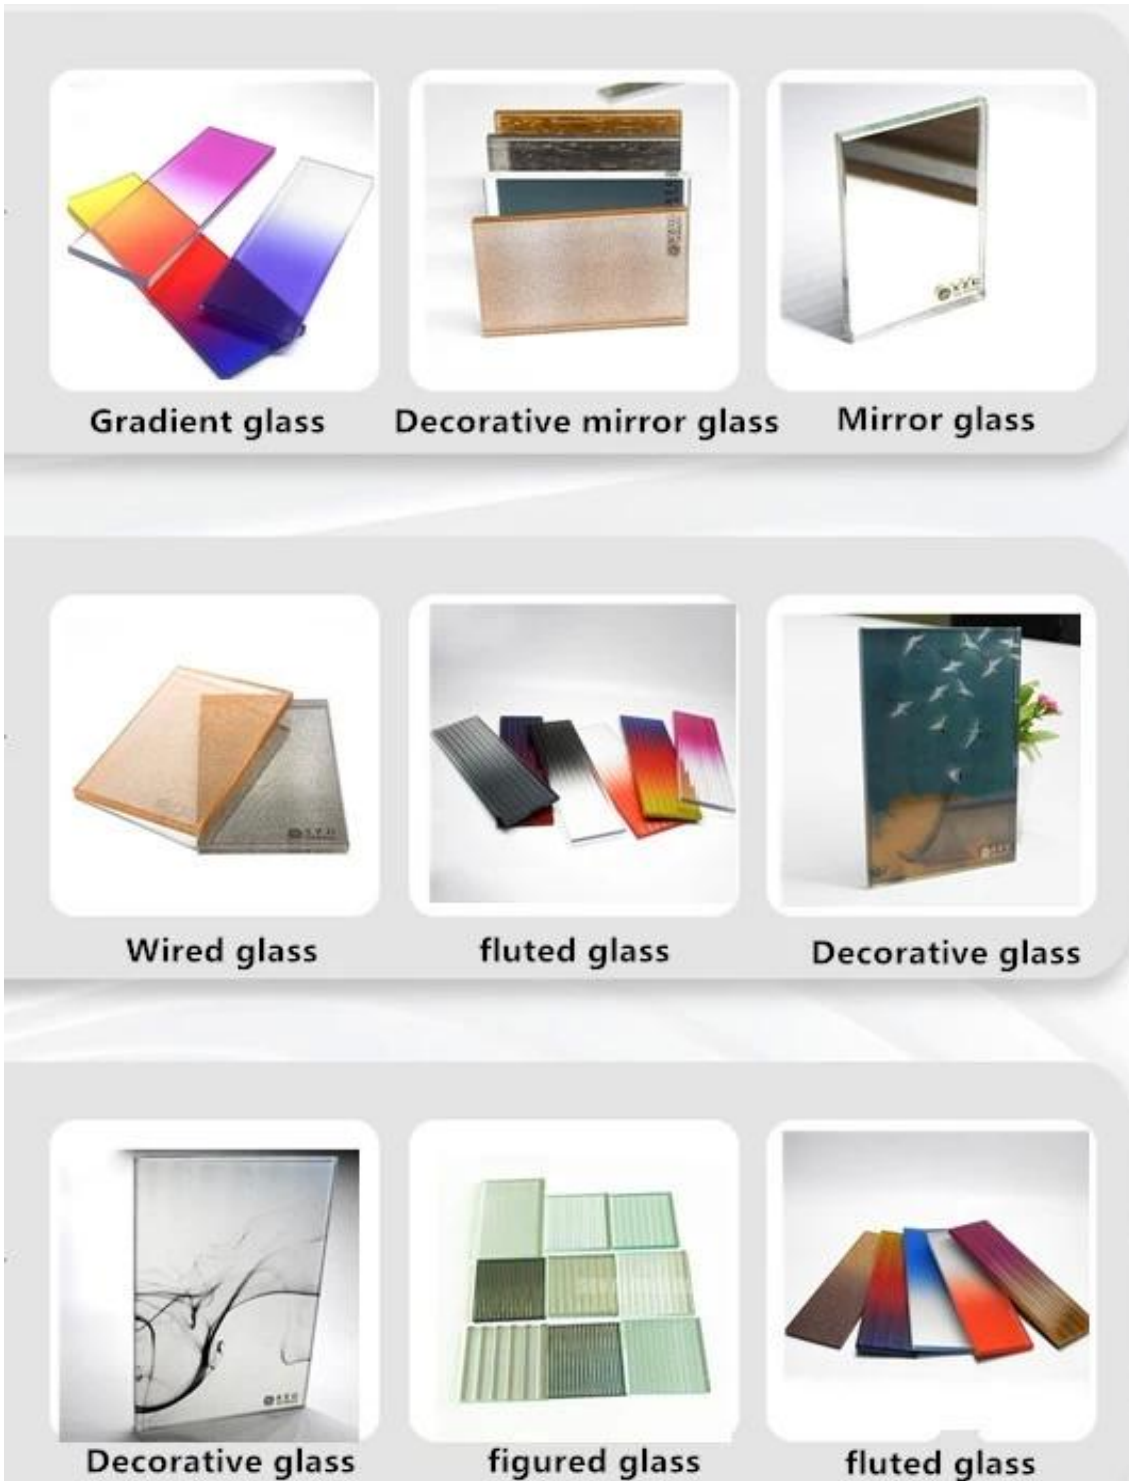 Gradient glass
Decorative mirror glass
Mirror glass
Wired glass
fluted glass
Decorative glass
Decorative glass
figured glass
fluted glass